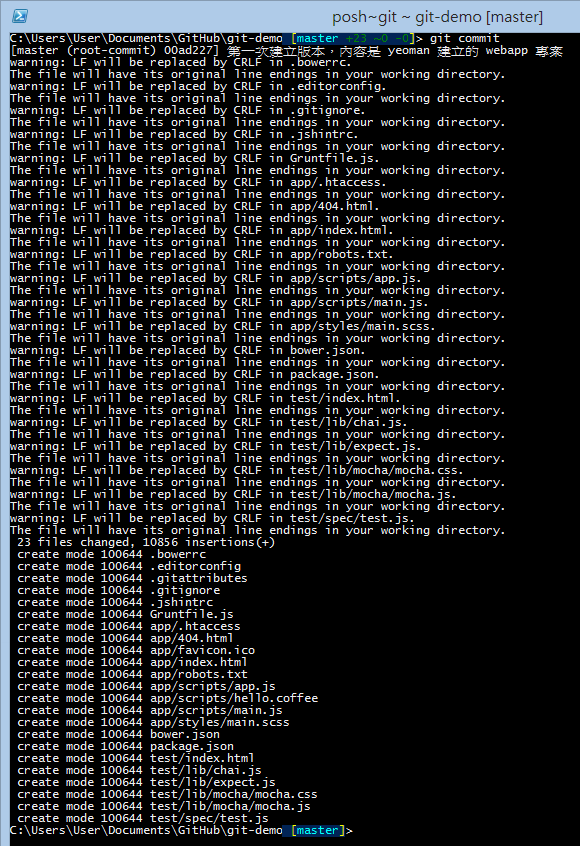 posh~git ~ git-demo [master]
C:\Users\User\Documents\GitHub\git-demo [master +23 ~0 -0]> git commit
[master (root-commit) 00ad227] 第一次建立版本，內容是 yeoman 建立的 webapp 專案
warning: LF will be replaced by CRLF in .bowerrc.
The file will have its original line endings in your working directory.
warning: LF will be replaced by CRLF in .editorconfig.
The file will have its original line endings in your working directory.
warning: LF will be replaced by CRLF in .gitignore.
The file will have its original line endings in your working directory.
warning: LF will be replaced by CRLF in .jshintrc.
The file will have its original line endings in your working directory.
warning: LF will be replaced by CRLF in Gruntfile.js.
The file will have its original line endings in your working directory.
warning: LF will be replaced by CRLF in app/.htaccess.
The file will have its original line endings in your working directory.
warning: LF will be replaced by CRLF in app/404.html.
The file will have its original line endings in your working directory.
warning: LF will be replaced by CRLF in app/index.html.
The file will have its original line endings in your working directory.
warning: LF will be replaced by CRLF in app/robots.txt.
The file will have its original line endings in your working directory.
warning: LF will be replaced by CRLF in app/scripts/app.js.
The file will have its original line endings in your working directory.
warning: LF will be replaced by CRLF in app/scripts/main.js.
The file will have its original line endings in your working directory.
warning: LF will be replaced by CRLF in app/styles/main.scss.
The file will have its original line endings in your working directory.
warning: LF will be replaced by CRLF in bower.json.
The file will have its original line endings in your working directory.
warning: LF will be replaced by CRLF in package.json.
The file will have its original line endings in your working directory.
warning: LF will be replaced by CRLF in test/index.html.
The file will have its original line endings in your working directory.
warning: LF will be replaced by CRLF in test/lib/chai.js.
The file will have its original line endings in your working directory.
warning: LF will be replaced by CRLF in test/lib/expect.js.
The file will have its original line endings in your working directory.
warning: LF will be replaced by CRLF in test/lib/mocha/mocha.css.
The file will have its original line endings in your working directory.
warning: LF will be replaced by CRLF in test/lib/mocha/mocha.js.
The file will have its original line endings in your working directory.
warning: LF will be replaced by CRLF in test/spec/test.js.
The file will have its original line endings in your working directory.
 23 files changed, 10856 insertions(+)
 create mode 100644 .bowerrc
 create mode 100644 .editorconfig
 create mode 100644 .gitattributes
 create mode 100644 .gitignore
 create mode 100644 .jshintrc
 create mode 100644 Gruntfile.js
 create mode 100644 app/.htaccess
 create mode 100644 app/404.html
 create mode 100644 app/favicon.ico
 create mode 100644 app/index.html
 create mode 100644 app/robots.txt
 create mode 100644 app/scripts/app.js
 create mode 100644 app/scripts/hello.coffee
 create mode 100644 app/scripts/main.js
 create mode 100644 app/styles/main.scss
 create mode 100644 bower.json
 create mode 100644 package.json
 create mode 100644 test/index.html
 create mode 100644 test/lib/chai.js
 create mode 100644 test/lib/expect.js
 create mode 100644 test/lib/mocha/mocha.css
 create mode 100644 test/lib/mocha/mocha.js
 create mode 100644 test/spec/test.js
C:\Users\User\Documents\GitHub\git-demo [master]>